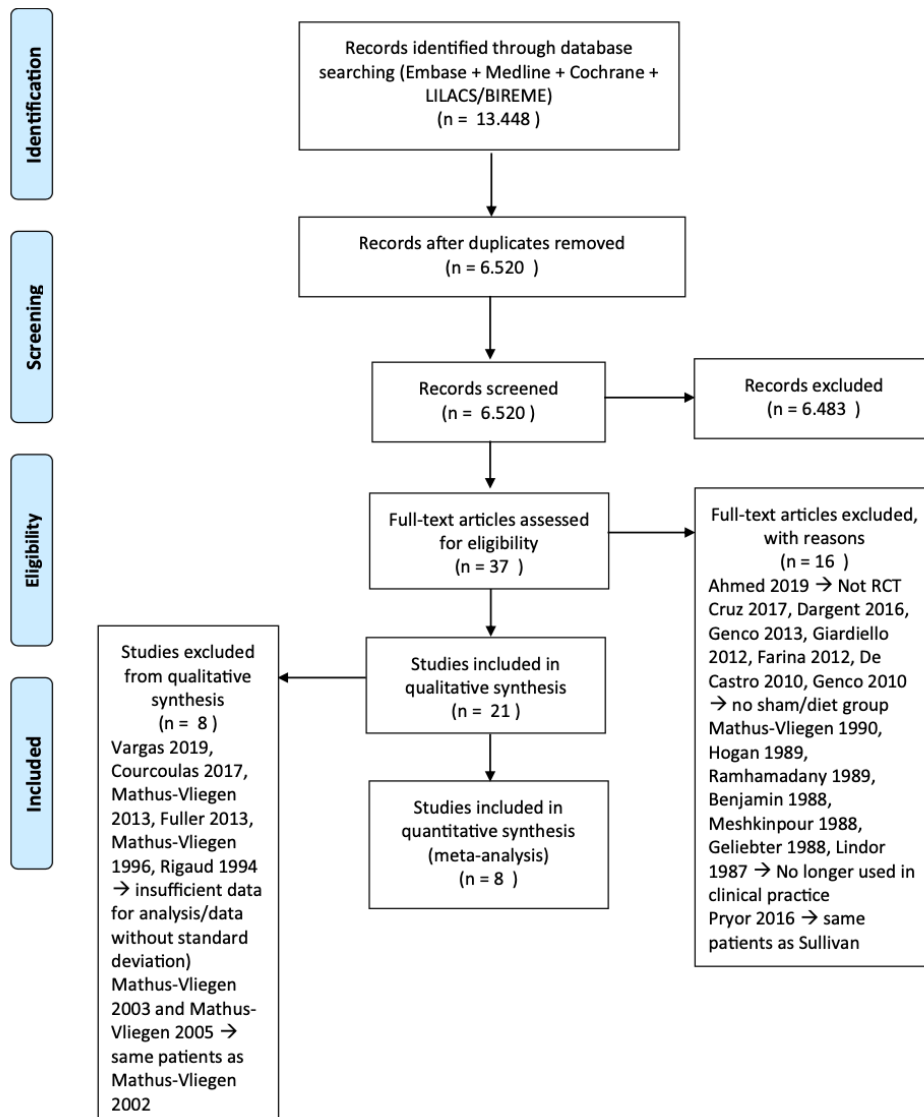 Identification
Records identified through database
searching (Embase + Medline + Cochrane +
LILACS/BIREME)
(n = 13.448 )
Screening
Records after duplicates removed
(n = 6.520 )
Records screened
(n = 6.520 )
Records excluded
(n = 6.483 )
Eligibility
Full-text articles assessed
for eligibility
(n = 37 )
Full-text articles excluded,
with reasons
(n = 16 )
Ahmed 2019 → Not RCT
Cruz 2017, Dargent 2016,
Genco 2013, Giardiello
2012, Farina 2012, De
Castro 2010, Genco 2010
→ no sham/diet group
Mathus-Vliegen 1990,
Hogan 1989,
Ramhamadany 1989,
Benjamin 1988,
Meshkinpour 1988,
Geliebter 1988, Lindor
1987 → No longer used in
clinical practice
Pryor 2016 → same
patients as Sullivan
Included
Studies included in
qualitative synthesis
(n = 21 )
Studies excluded
from qualitative
synthesis
(n = 8 )
Vargas 2019,
Courcoulas 2017,
Mathus-Vliegen
2013, Fuller 2013,
Mathus-Vliegen
1996, Rigaud 1994
→ insufficient data
for analysis/data
without standard
deviation)
Mathus-Vliegen
2003 and Mathus-
Vliegen 2005 →
same patients as
Mathus-Vliegen
2002
Studies included in
quantitative synthesis
(meta-analysis)
(n = 8 )